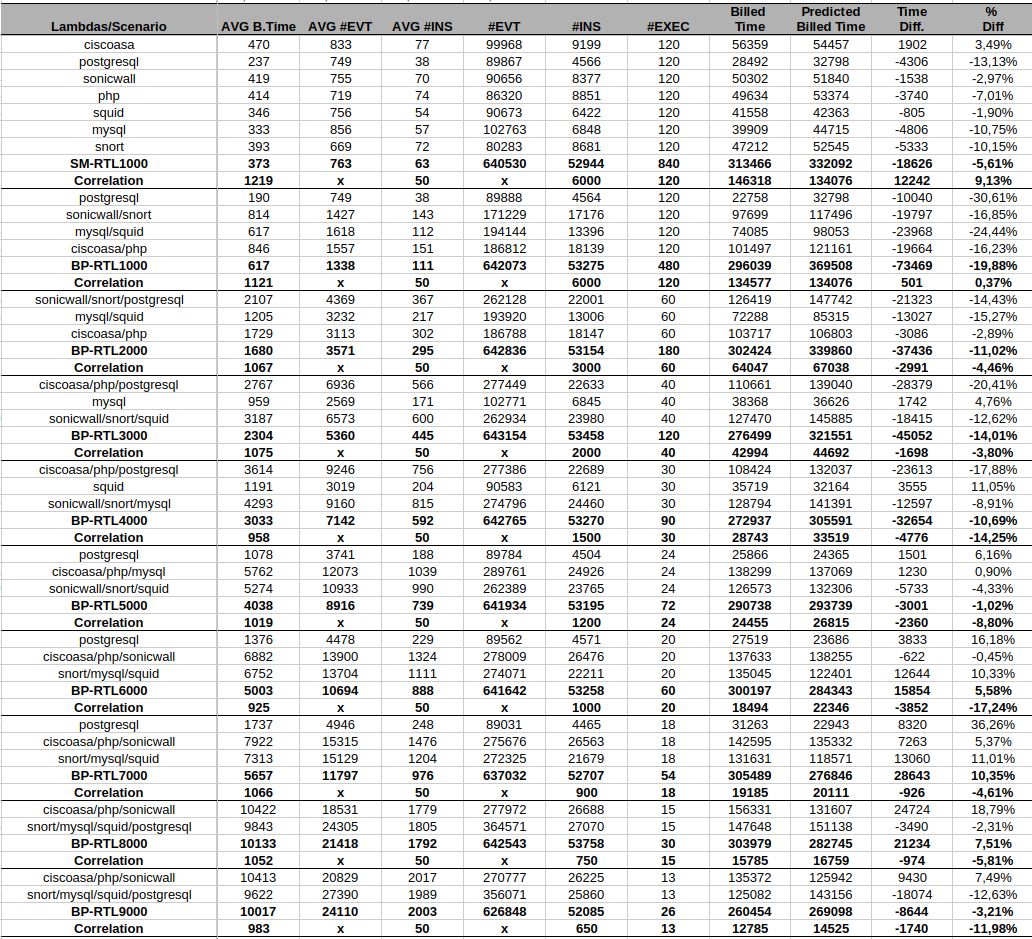 Lambdas/Scenario AVG B.Time AVG #EVT AVG #INS #EVT #INS #EXEC Billed Time Predicted Billed Time Time Diff. % Diff
ciscoasa 470 833 77 99968 9199 120 56359 54457 1902 3,49%
postgresql 237 749 38 89867 4566 120 28492 32798 -4306 -13,13%
sonicwall 419 755 70 90656 8377 120 50302 51840 -1538 -2,97%
php 414 719 74 86320 8851 120 49634 53374 -3740 -7,01%
squid 346 756 54 90673 6422 120 41558 42363 -805 -1,90%
mysql 333 856 57 102763 6848 120 39909 44715 -4806 -10,75%
snort 393 669 72 80283 8681 120 47212 52545 -5333 -10,15%
SM-RTL1000 373 763 63 640530 52944 840 313466 332092 -18626 -5,61%
Correlation 1219 x 50 x 6000 120 146318 134076 12242 9,13%
postgresql 190 749 38 89888 4564 120 22758 32798 -10040 -30,61%
sonicwall/snort 814 1427 143 171229 17176 120 97699 117496 -19797 -16,85%
mysql/squid 617 1618 112 194144 13396 120 74085 98053 -23968 -24,44%
ciscoasa/php 846 1557 151 186812 18139 120 101497 121161 -19664 -16,23%
BP-RTL1000 617 1338 111 642073 53275 480 296039 369508 -73469 -19,88%
Correlation 1121 x 50 x 6000 120 134577 134076 501 0,37%
sonicwall/snort/postgresql 2107 4369 367 262128 22001 60 126419 147742 -21323 -14,43%
mysql/squid 1205 3232 217 193920 13006 60 72288 85315 -13027 -15,27%
ciscoasa/php 1729 3113 302 186788 18147 60 103717 106803 -3086 -2,89%
BP-RTL2000 1680 3571 295 642836 53154 180 302424 339860 -37436 -11,02%
Correlation 1067 x 50 x 3000 60 64047 67038 -2991 -4,46%
ciscoasa/php/postgresql 2767 6936 566 277449 22633 40 110661 139040 -28379 -20,41%
mysql 959 2569 171 102771 6845 40 38368 36626 1742 4,76%
sonicwall/snort/squid 3187 6573 600 262934 23980 40 127470 145885 -18415 -12,62%
BP-RTL3000 2304 5360 445 643154 53458 120 276499 321551 -45052 -14,01%
Correlation 1075 x 50 x 2000 40 42994 44692 -1698 -3,80%
ciscoasa/php/postgresql 3614 9246 756 277386 22689 30 108424 132037 -23613 -17,88%
squid 1191 3019 204 90583 6121 30 35719 32164 3555 11,05%
sonicwall/snort/mysql 4293 9160 815 274796 24460 30 128794 141391 -12597 -8,91%
BP-RTL4000 3033 7142 592 642765 53270 90 272937 305591 -32654 -10,69%
Correlation 958 x 50 x 1500 30 28743 33519 -4776 -14,25%
postgresql 1078 3741 188 89784 4504 24 25866 24365 1501 6,16%
ciscoasa/php/mysql 5762 12073 1039 289761 24926 24 138299 137069 1230 0,90%
sonicwall/snort/squid 5274 10933 990 262389 23765 24 126573 132306 -5733 -4,33%
BP-RTL5000 4038 8916 739 641934 53195 72 290738 293739 -3001 -1,02%
Correlation 1019 x 50 x 1200 24 24455 26815 -2360 -8,80%
postgresql 1376 4478 229 89562 4571 20 27519 23686 3833 16,18%
ciscoasa/php/sonicwall 6882 13900 1324 278009 26476 20 137633 138255 -622 -0,45%
snort/mysql/squid 6752 13704 1111 274071 22211 20 135045 122401 12644 10,33%
BP-RTL6000 5003 10694 888 641642 53258 60 300197 284343 15854 5,58%
Correlation 925 x 50 x 1000 20 18494 22346 -3852 -17,24%
postgresql 1737 4946 248 89031 4465 18 31263 22943 8320 36,26%
ciscoasa/php/sonicwall 7922 15315 1476 275676 26563 18 142595 135332 7263 5,37%
snort/mysql/squid 7313 15129 1204 272325 21679 18 131631 118571 13060 11,01%
BP-RTL7000 5657 11797 976 637032 52707 54 305489 276846 28643 10,35%
Correlation 1066 x 50 x 900 18 19185 20111 -926 -4,61%
ciscoasa/php/sonicwall 10422 18531 1779 277972 26688 15 156331 131607 24724 18,79%
snort/mysql/squid/postgresql 9843 24305 1805 364571 27070 15 147648 151138 -3490 -2,31%
BP-RTL8000 10133 21418 1792 642543 53758 30 303979 282745 21234 7,51%
Correlation 1052 x 50 x 750 15 15785 16759 -974 -5,81%
ciscoasa/php/sonicwall 10413 20829 2017 270777 26225 13 135372 125942 9430 7,49%
snort/mysql/squid/postgresql 9622 27390 1989 356071 25860 13 125082 143156 -18074 -12,63%
BP-RTL9000 10017 24110 2003 626848 52085 26 260454 269098 -8644 -3,21%
Correlation 983 x 50 x 650 13 12785 14525 -1740 -11,98%